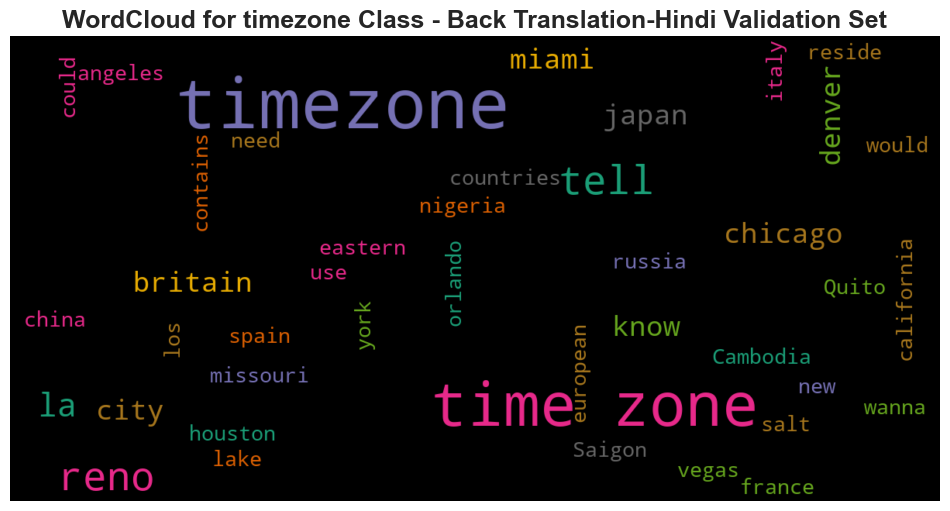 WordCloud for timezone Class - Back Translation-Hindi Validation Set
could
angeles
timezone
miami
italy
reside
denver
japan
would
need
contains
countries
tell
nigeria
chicago
eastern
use
orlando
russia
california
britain
Quito
china
los
spain
york
know
european
Cambodia
missouri
new
la
city
time zone
wanna
salt
houston
lake
Saigon
reno
vegas
france